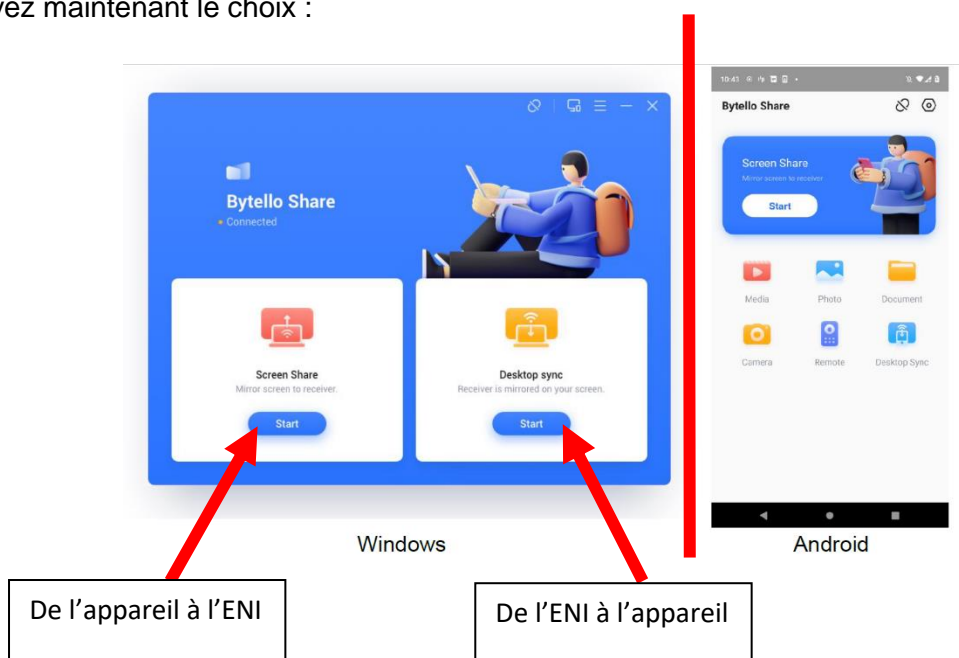 vez maintenant le choix :
Bytello Share
Connected
Screen Share
Mirror screen to receiver.
Start
Desktop sync
Receiver is mirrored on your screen.
Start
Windows
10:41
Bytello Share
Screen Share
Mirror screen to receiver
Start
Media
Photo
Document
Camera
Remote
Desktop Sync
Android
De l’appareil à l’ENI
De l’ENI à l’appareil